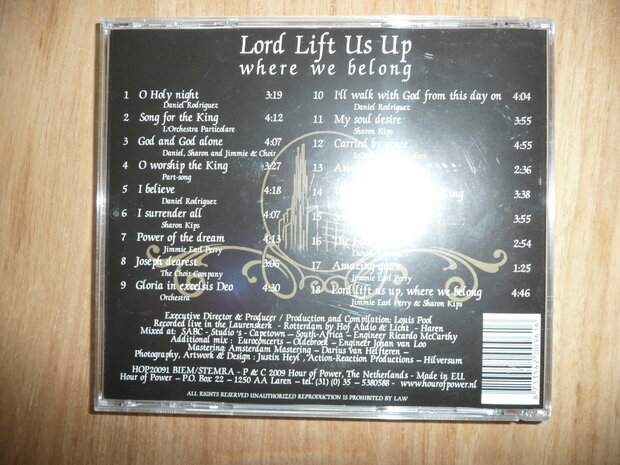 Lord Lift Us Up
where we belong
1 O Holy night 3:19
Daniel Rodriguez
2 Song for the King 4:12
L'Orchestra Particolare
3 God and God alone 4:07
Daniel, Sharon and Jimmie & Choir
4 O worship the King 3:27
Part-song
5 I believe 4:18
Daniel Rodriguez
6 I surrender all 4:07
Sharon Kips
7 Power of the dream 4:13
Jimmie Earl Perry
8 Joseph dearest 3:06
The Choir Company
9 Gloria in excelsis Deo 4:30
Orchestra
10 I'll walk with God from this day on 4:04
Daniel Rodriguez
11 My soul desire 3:55
Sharon Kips
12 Carried by grace 4:55
13 2:36
14 3:38
15 3:55
16 2:54
17 Amazing grace 1:25
Jimmie Earl Perry
18 Lord lift us up, where we belong 4:46
Jimmie Earl Perry & Sharon Kips
Executive Director & Producer / Production and Compilation: Louis Pool
Recored live in the Laurenskerk - Rotterdam by Hof Audio & Licht - Haren
Mixed at: SABC - Studio 's - Capetown - South-Africa - Engineer Ricardo McCarthy
Additional mix : Euroconcerts - Oldebroek - Engineer Johan van Loo
Mastering: Amsterdam Mastering - Darius van Helfteren -
Photography, Artwork & Design : Justin Heyl , Action-Reaction Productions - Hilversum
HOP20091 BIEM/STEMRA - P & C 2009 Hour of Power, The Netherlands - Made in EU
Hour of Power - P.O. Box 22 - 1250 AA Laren - tel. (31) (0) 35 - 5380588 - www.hourofpower.nl
ALL RIGHTS RESERVED UNAUTHORIZED REPRODUCTION IS PROHIBITED BY LAW